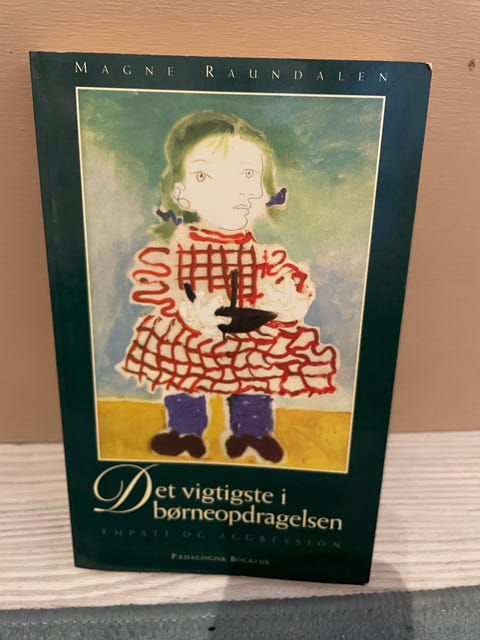 MAGNE RAUNDALEN
Det vigtigste i
børneopdragelsen
EMPATI OG AGGRESSION
PÆDAGOGISK BOGKLUB